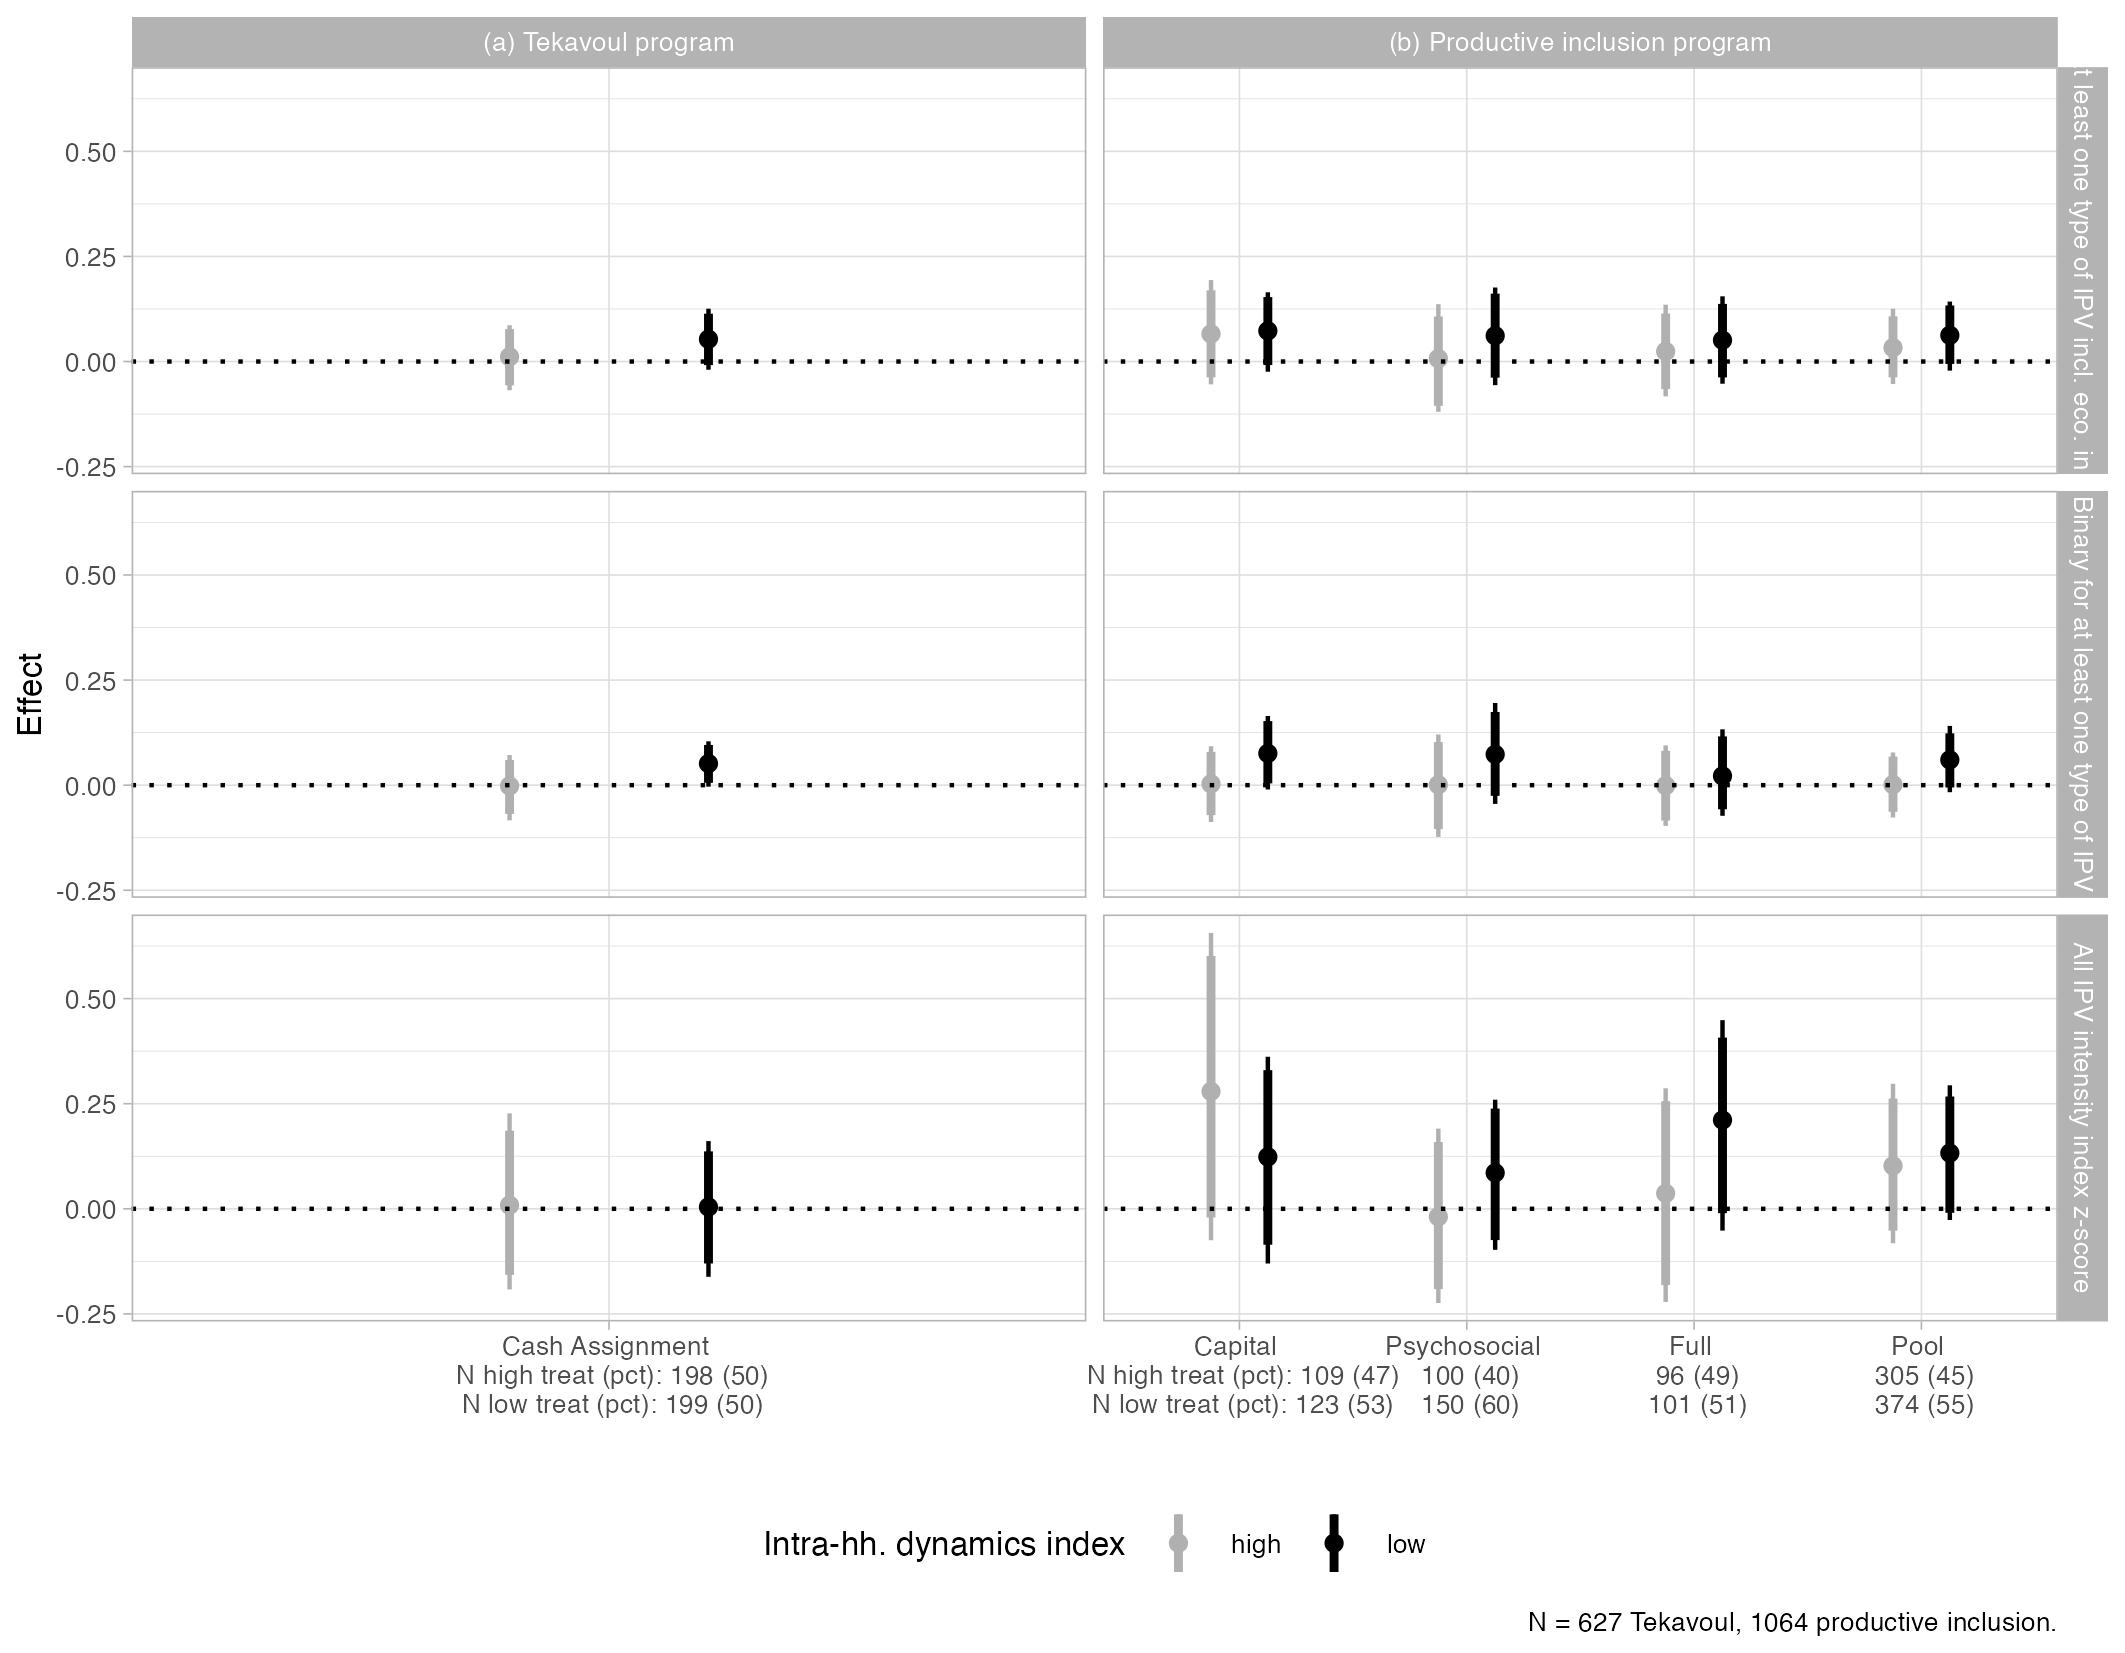 (a) Tekavoul program
(b) Productive inclusion program
0.50
0.25
0.00
-0.25
t least one type of IPV incl. eco. in
0.50
0.25
0.00
-0.25
Binary for at least one type of IPV
0.50
0.25
0.00
-0.25
All IPV intensity index z-score
Effect
Cash Assignment
N high treat (pct): 198 (50)
N low treat (pct): 199 (50)
Capital
N high treat (pct): 109 (47)
N low treat (pct): 123 (53)
Psychosocial
100 (40)
150 (60)
Full
96 (49)
101 (51)
Pool
305 (45)
374 (55)
Intra-hh. dynamics index
high
low
N = 627 Tekavoul, 1064 productive inclusion.